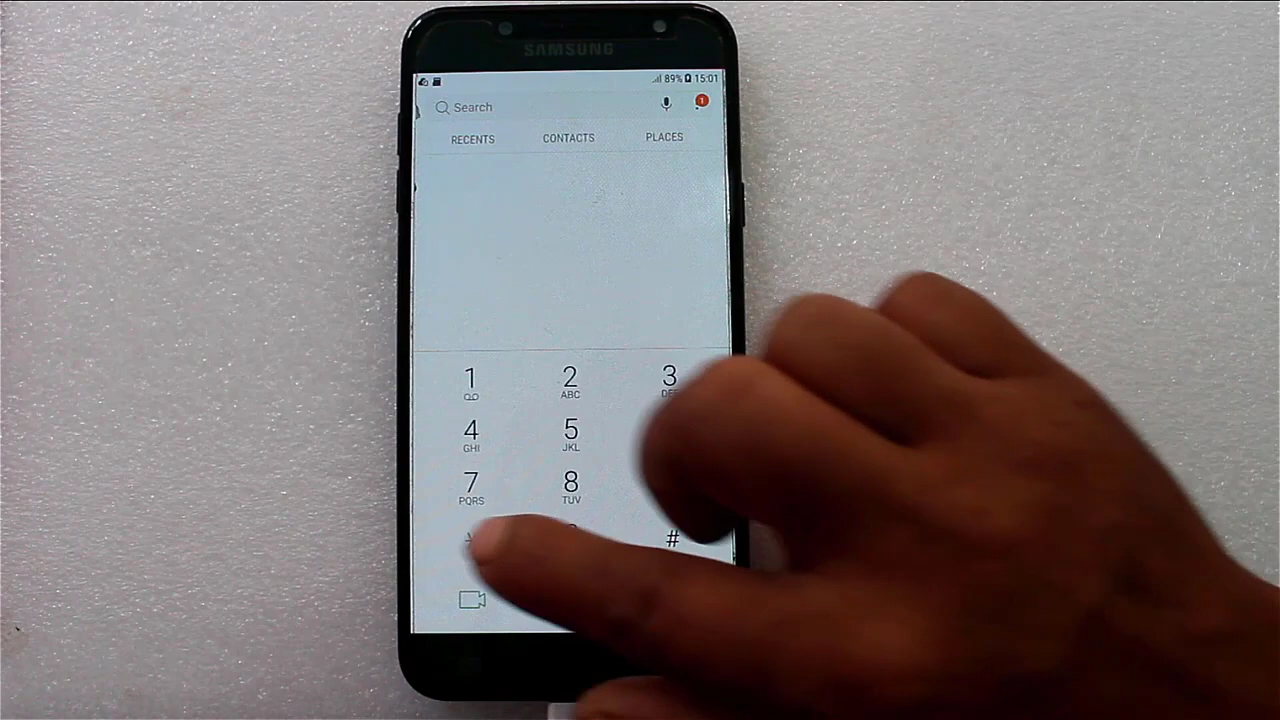 SAMSUNG
89% 15:01
Search 1
RECENTS CONTACTS PLACES
1 2 3
ABC
4 5
GHI JKL
7 8
PQRS TUV
#